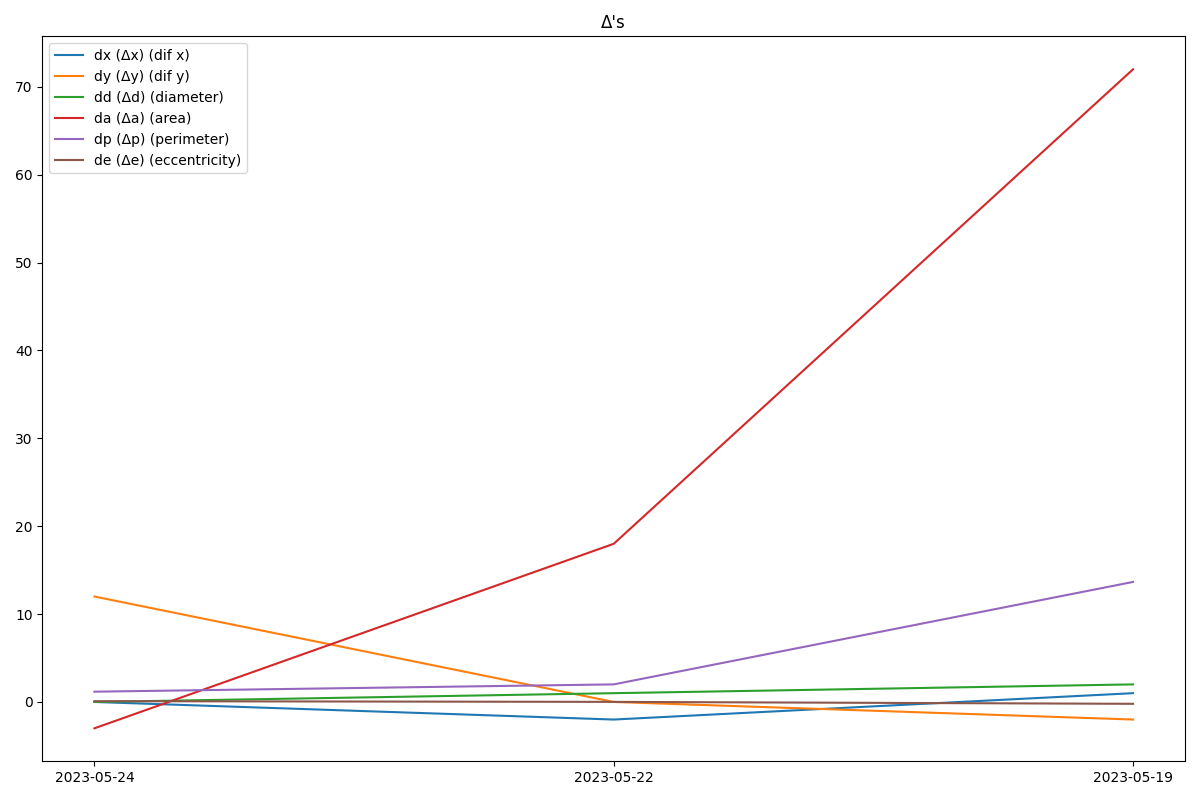 Δ's
dx (Δx) (dif x)
dy (Δy) (dif y)
dd (Δd) (diameter)
da (Δa) (area)
dp (Δp) (perimeter)
de (Δe) (eccentricity)
70
60
50
40
30
20
10
0
2023-05-24 2023-05-22 2023-05-19